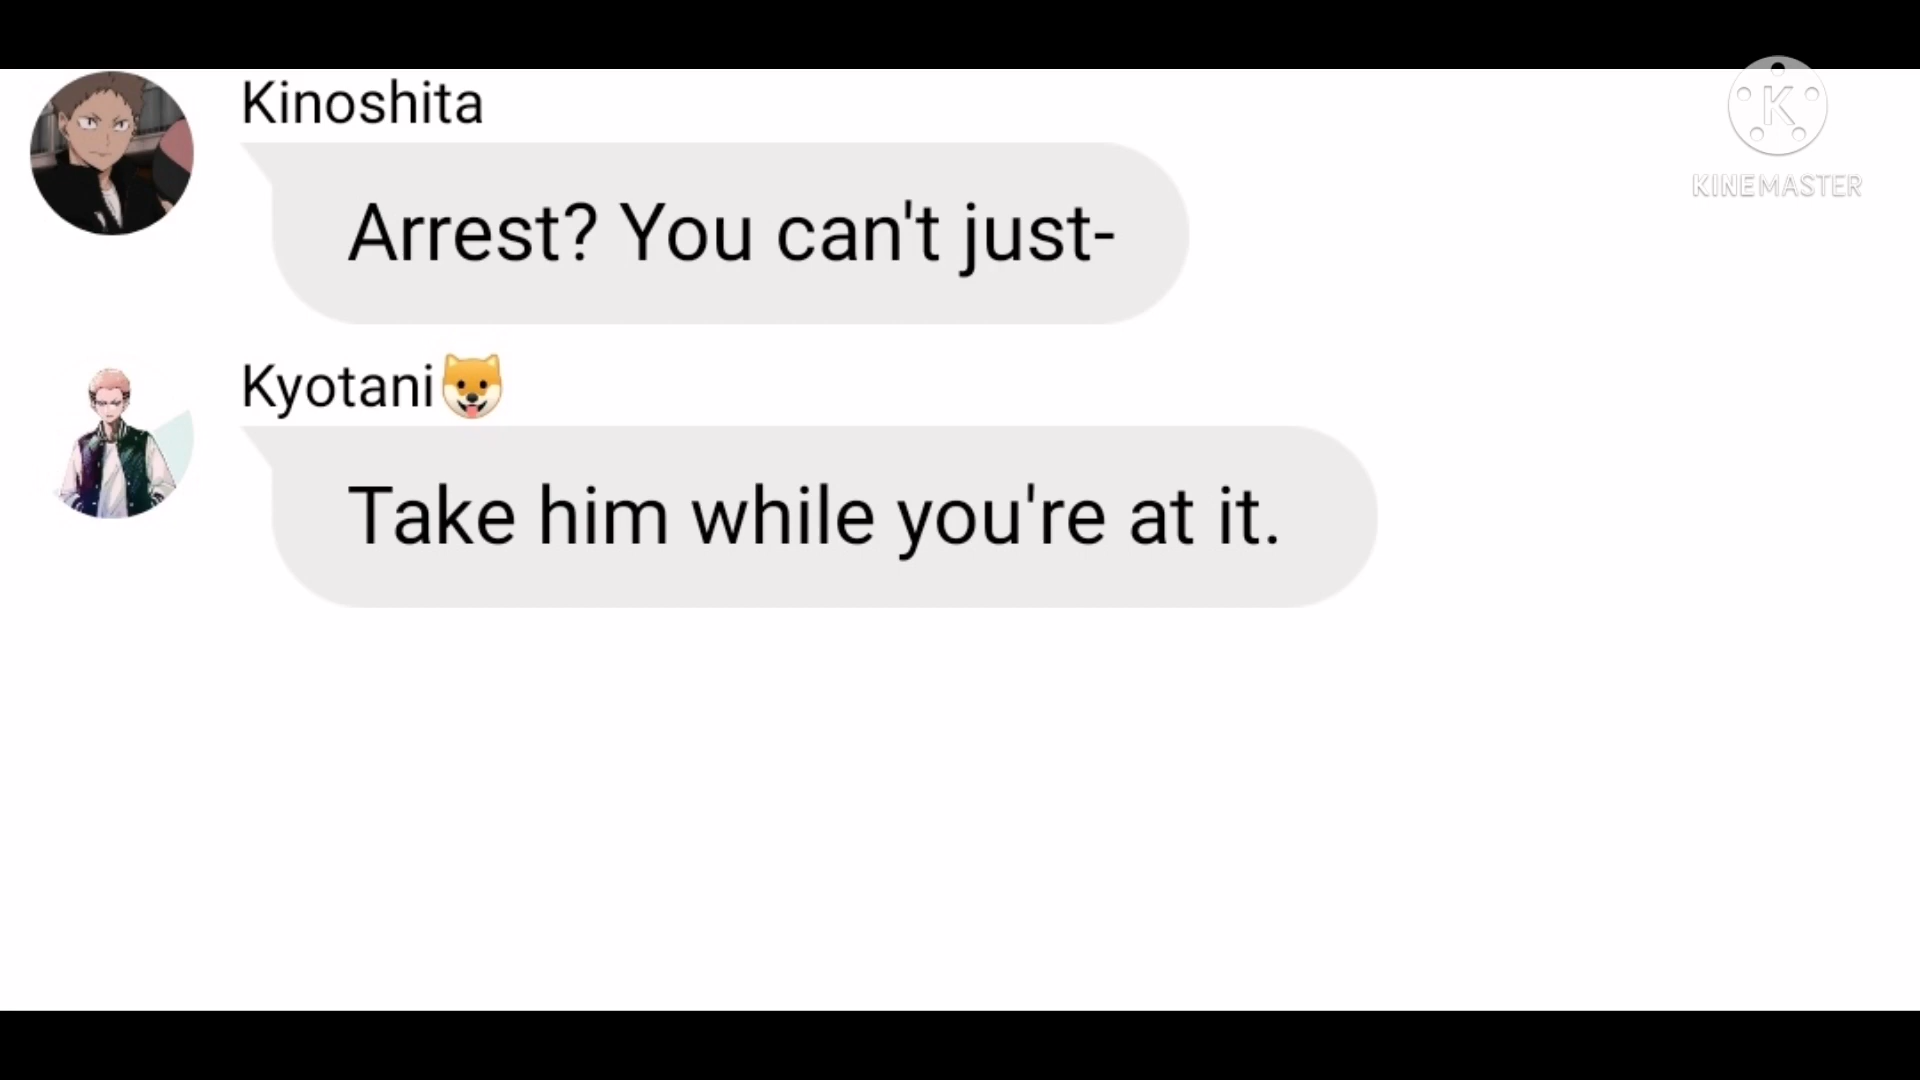 Kinoshita
K
KINEMASTER
Arrest? You can't just-
Kyotani🐶
Take him while you're at it.